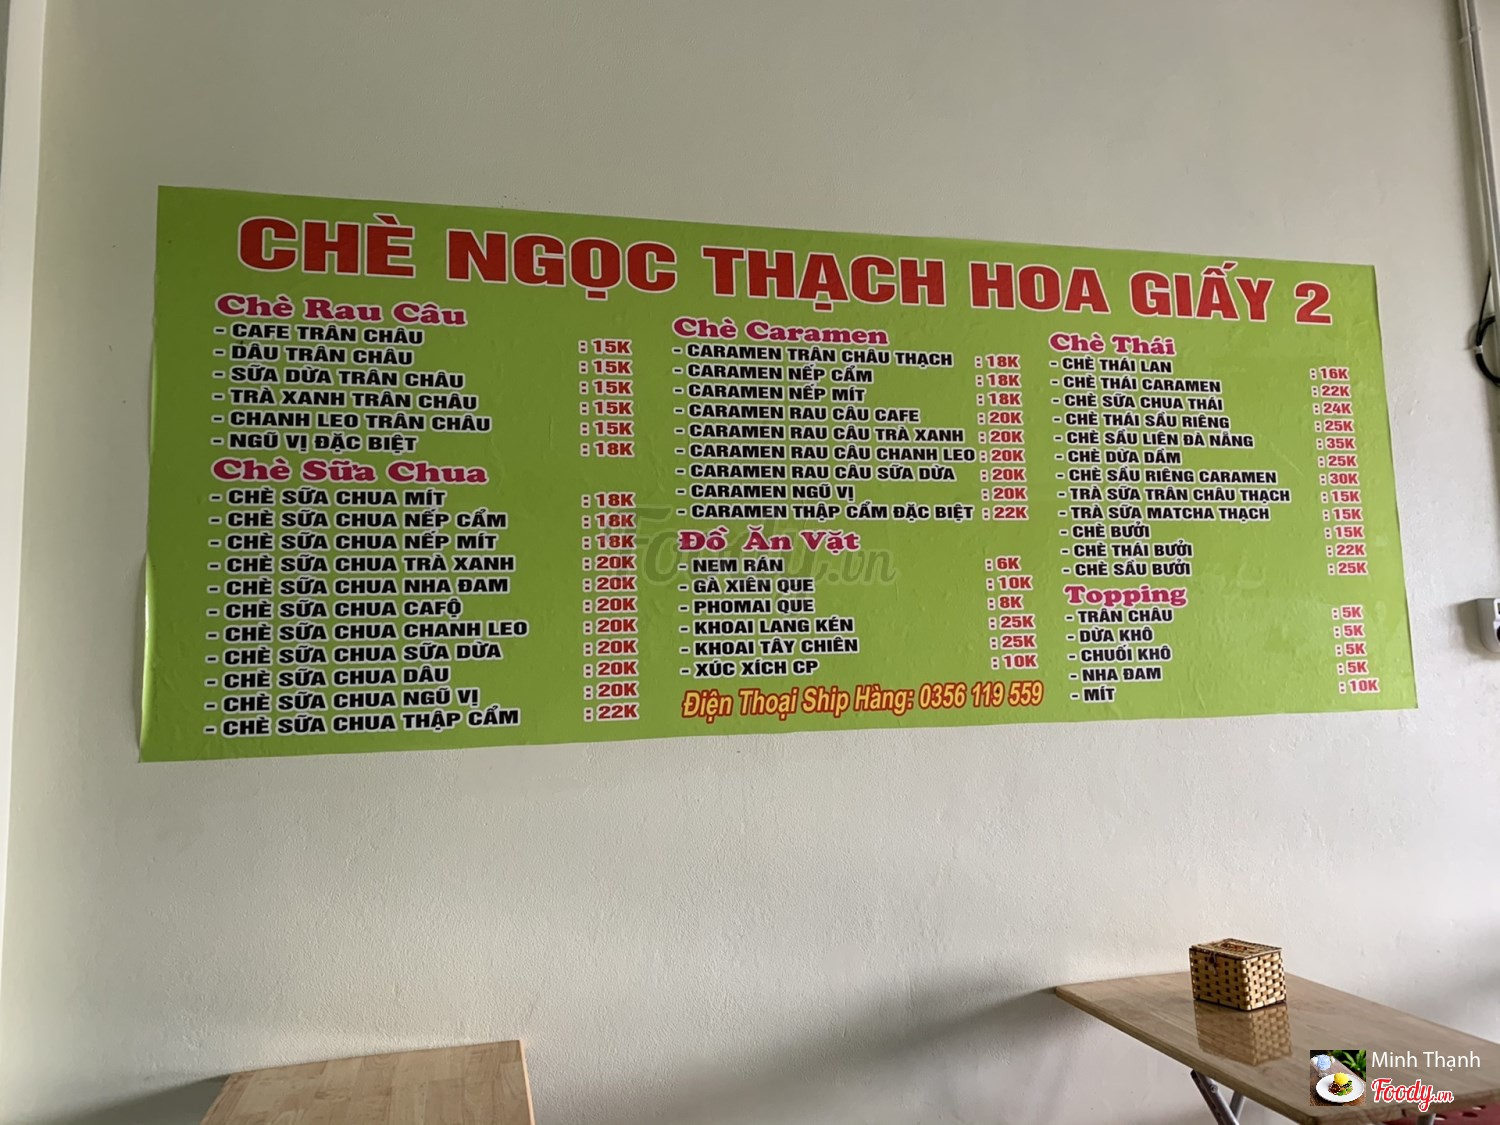 CHÈ NGỌC THẠCH HOA GIẤY 2
Chè Rau Câu
- CAFE TRÂN CHÂU : 15K
- DÂU TRÂN CHÂU : 15K
- SỮA DỪA TRÂN CHÂU : 15K
- TRÀ XANH TRÂN CHÂU : 15K
- CHANH LEO TRÂN CHÂU : 15K
- NGŨ VỊ ĐẶC BIỆT : 18K
Chè Sữa Chua
- CHÈ SỮA CHUA MÍT : 18K
- CHÈ SỮA CHUA NẾP CẨM : 18K
- CHÈ SỮA CHUA NẾP MÍT : 18K
- CHÈ SỮA CHUA TRÀ XANH : 20K
- CHÈ SỮA CHUA NHA ĐAM : 20K
- CHÈ SỮA CHUA CAFÒ : 20K
- CHÈ SỮA CHUA CHANH LEO : 20K
- CHÈ SỮA CHUA SỮA DỪA : 20K
- CHÈ SỮA CHUA DÂU : 20K
- CHÈ SỮA CHUA NGŨ VỊ : 20K
- CHÈ SỮA CHUA THẬP CẨM : 22K
Chè Caramen
- CARAMEN TRÂN CHÂU THẠCH : 18K
- CARAMEN NẾP CẨM : 18K
- CARAMEN NẾP MÍT : 18K
- CARAMEN RAU CÂU CAFE : 20K
- CARAMEN RAU CÂU TRÀ XANH : 20K
- CARAMEN RAU CÂU CHANH LEO : 20K
- CARAMEN RAU CÂU SỮA DỪA : 20K
- CARAMEN NGŨ VỊ : 20K
- CARAMEN THẬP CẨM ĐẶC BIỆT : 22K
Đồ Ăn Vặt
- NEM RÁN : 6K
- GÀ XIÊN QUE : 10K
- PHOMAI QUE : 8K
- KHOAI LANG KÉN : 25K
- KHOAI TÂY CHIÊN : 25K
- XÚC XÍCH CP : 10K
Điện Thoại Ship Hàng: 0356 119 559
Chè Thái
- CHÈ THÁI LAN : 16K
- CHÈ THÁI CARAMEN : 22K
- CHÈ SỮA CHUA THÁI : 24K
- CHÈ THÁI SẦU RIÊNG : 25K
- CHÈ SẦU LIÊN ĐÀ NẴNG : 35K
- CHÈ DỪA DẦM : 25K
- CHÈ SẦU RIÊNG CARAMEN : 30K
- TRÀ SỮA TRÂN CHÂU THẠCH : 15K
- TRÀ SỮA MATCHA THẠCH : 15K
- CHÈ BƯỞI : 15K
- CHÈ THÁI BƯỞI : 22K
- CHÈ SẦU BƯỞI : 25K
Topping
- TRÂN CHÂU : 5K
- DỪA KHÔ : 5K
- CHUỐI KHÔ : 5K
- NHA ĐAM : 5K
- MÍT : 10K
Foody.vn
Minh Thạnh
Foody.vn